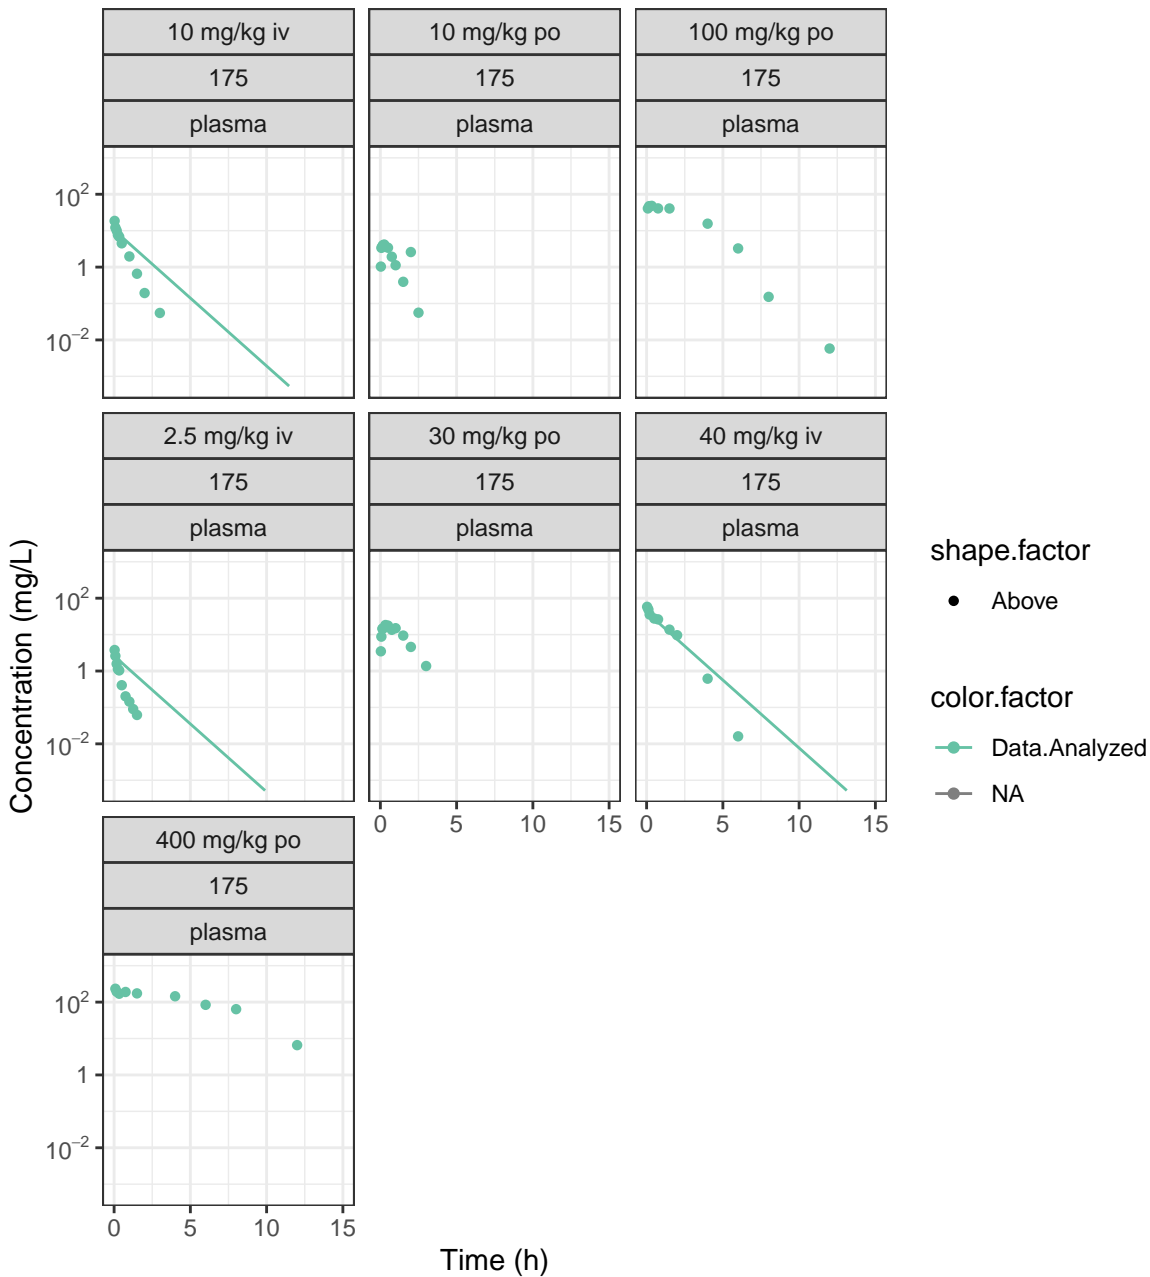 10 mg/kg iv
175
plasma
10 mg/kg po
175
plasma
100 mg/kg po
175
plasma
10²
1
10⁻²
2.5 mg/kg iv
175
plasma
30 mg/kg po
175
plasma
40 mg/kg iv
175
plasma
10²
1
10⁻²
0 5 10 15
0 5 10 15
400 mg/kg po
175
plasma
10²
1
10⁻²
0 5 10 15
Time (h)
Concentration (mg/L)
shape.factor
Above
color.factor
Data.Analyzed
NA